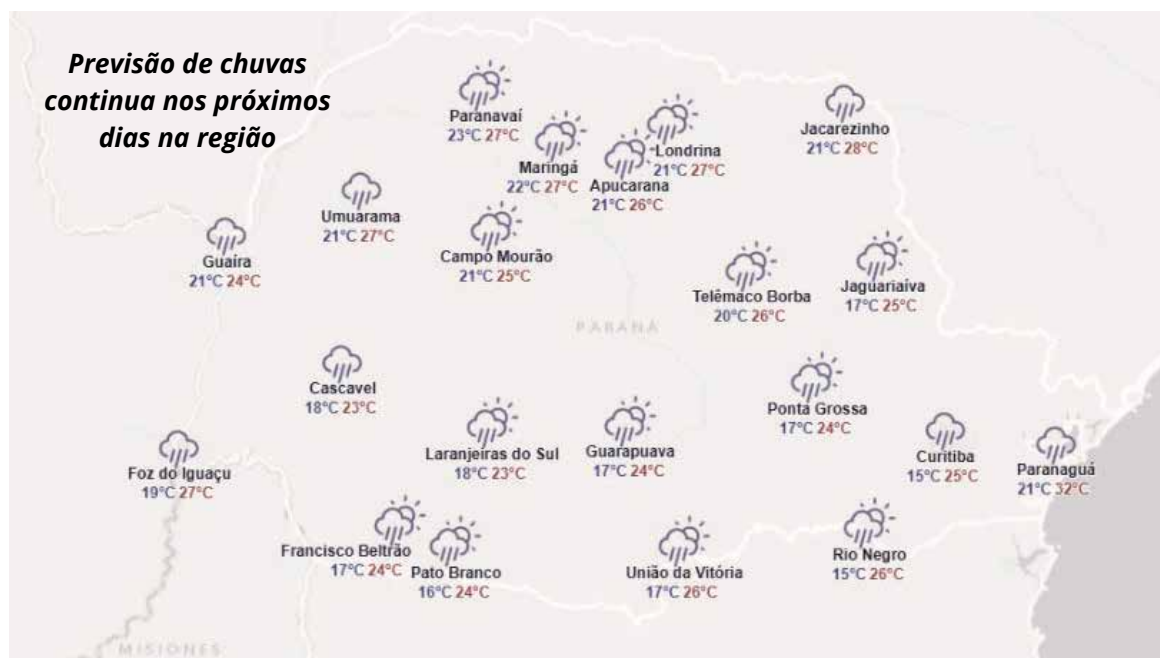 Previsão de chuvas
continua nos próximos
dias na região
Paranavaí
23°C 27°C
Maringá
22°C 27°C
Londrina
21°C 27°C
Apucarana
21°C 26°C
Jacarezinho
21°C 28°C
Umuarama
21°C 27°C
Guaíra
21°C 24°C
Campo Mourão
21°C 25°C
Telêmaco Borba
20°C 26°C
Jaguariaíva
17°C 25°C
PARANÁ
Cascavel
18°C 23°C
Ponta Grossa
17°C 24°C
Laranjeiras do Sul
18°C 23°C
Guarapuava
17°C 24°C
Curitiba
15°C 25°C
Paranaguá
21°C 32°C
Foz do Iguaçu
19°C 27°C
Francisco Beltrão
17°C 24°C
Pato Branco
16°C 24°C
União da Vitória
17°C 26°C
Rio Negro
15°C 26°C
MISIONES